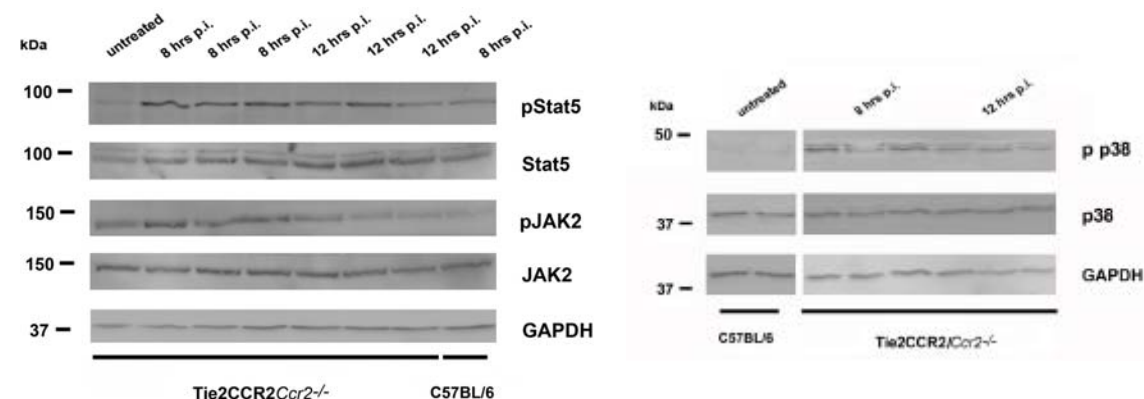 untreated 8 hrs p.i. 8 hrs p.i. 8 hrs p.i. 12 hrs p.i. 12 hrs p.i. 12 hrs p.i. 8 hrs p.i.
kDa
100 pStat5
100 Stat5
150 pJAK2
150 JAK2
37 GAPDH
Tie2CCR2Ccr2-/- C57BL/6
untreated 8 hrs p.i. 12 hrs p.i.
kDa
50 p p38
37 p38
37 GAPDH
C57BL/6 Tie2CCR2/Ccr2-/-